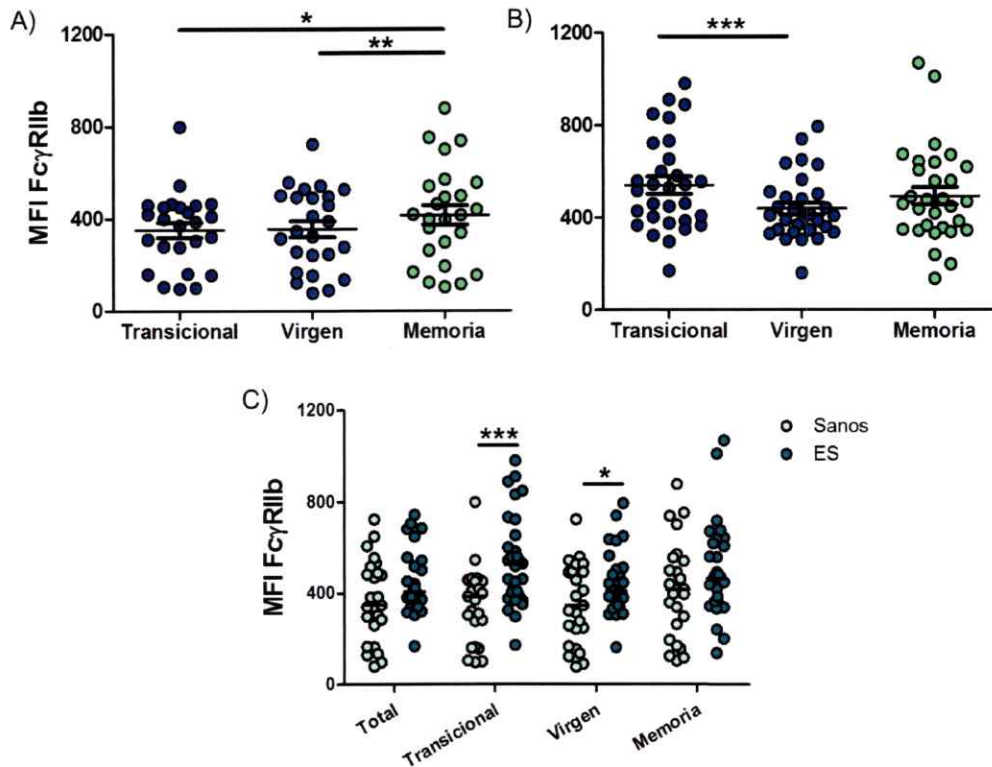 A)
*
**
1200
800
400
0
MFI FcγRIIb
Transicional Virgen Memoria
B)
***
1200
800
400
0
Transicional Virgen Memoria
C)
1200
800
400
0
MFI FcγRIIb
***
*
Sanos
ES
Total Transicional Virgen Memoria